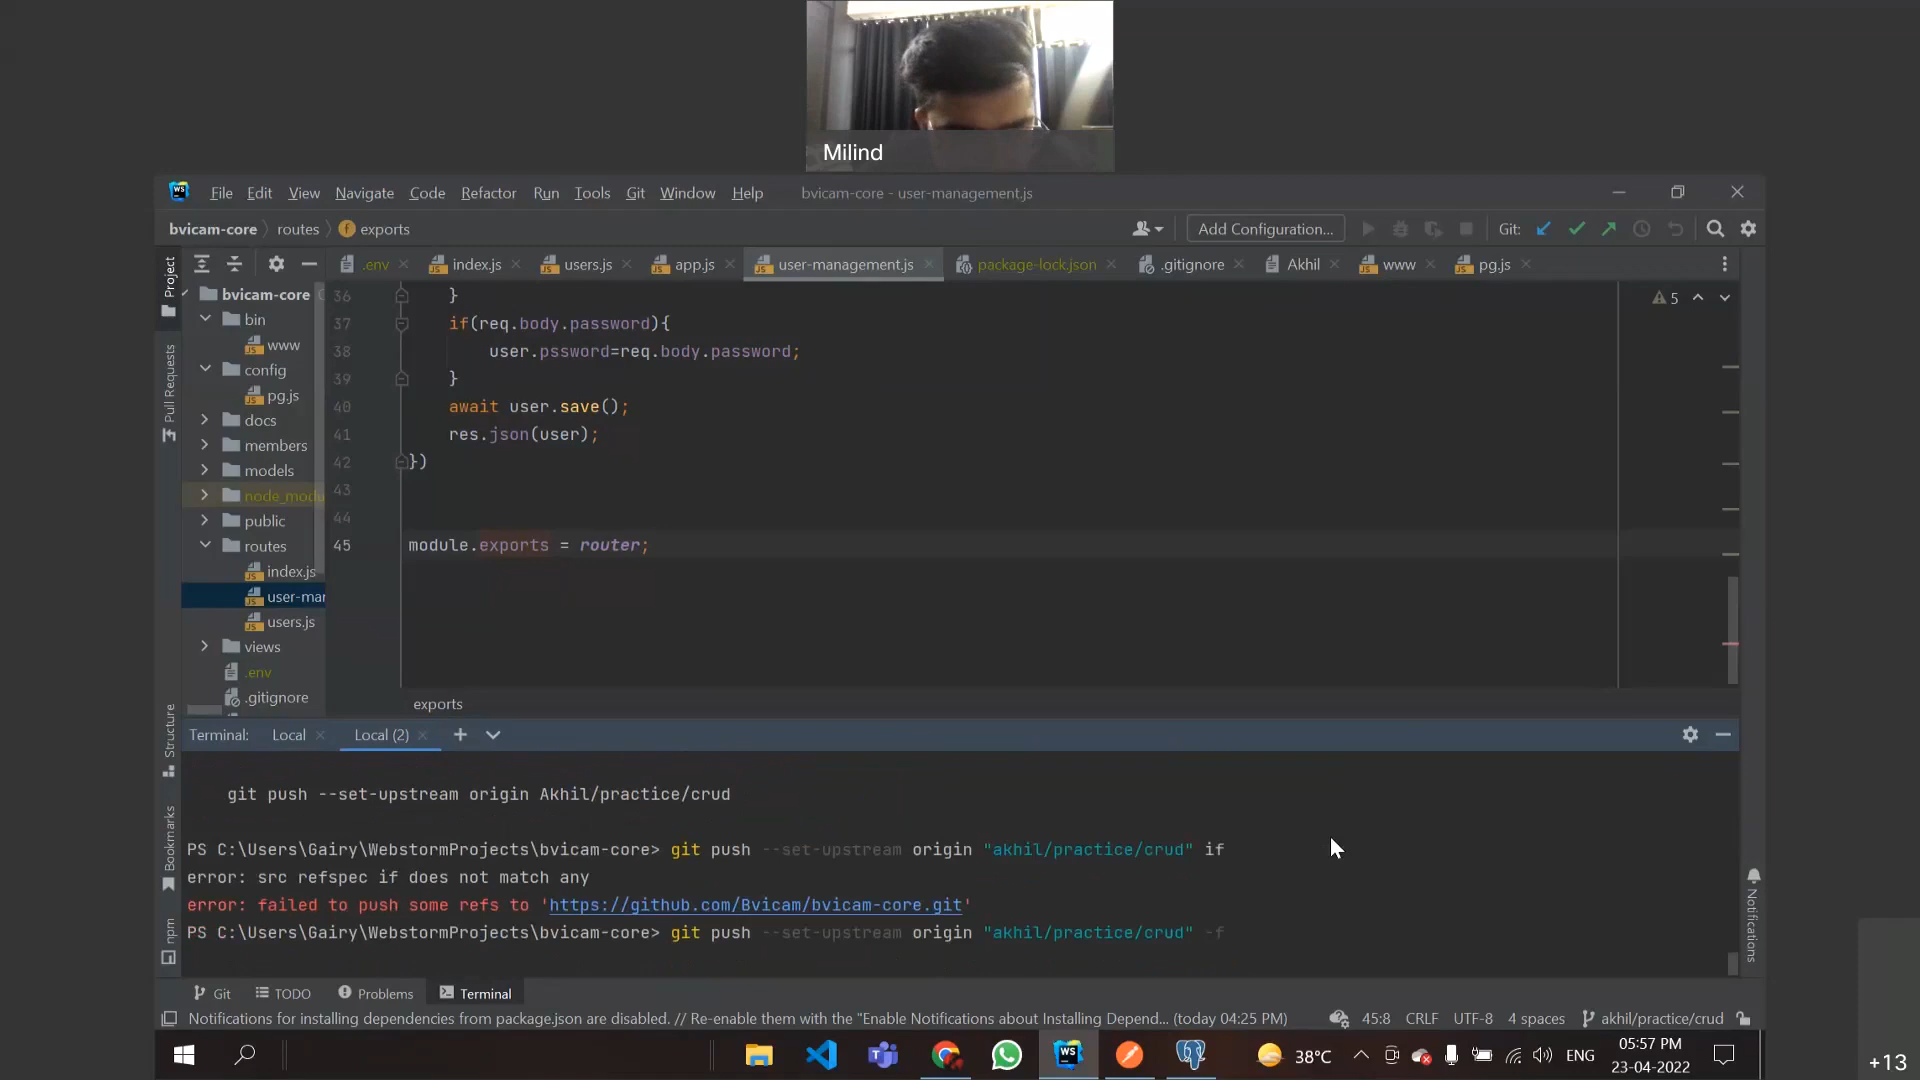 Milind
File Edit View Navigate Code Refactor Run Tools Git Window Help bvicam-core - user-management.js
bvicam-core routes exports Add Configuration... Git:
.env index.js users.js app.js user-management.js package-lock.json .gitignore Akhil www pg.js
Project
Pull Requests
Structure
Bookmarks
npm
bvicam-core
bin
www
config
pg.js
docs
members
models
node_modu
public
routes
index.js
user-mar
users.js
views
.env
.gitignore
5
36 }
37 if(req.body.password){
38 user.pssword=req.body.password;
39 }
40 await user.save();
41 res.json(user);
42 })
43
44
45 module.exports = router;
exports
Terminal: Local Local (2)
git push --set-upstream origin Akhil/practice/crud
PS C:\Users\Gairy\WebstormProjects\bvicam-core> git push --set-upstream origin "akhil/practice/crud" if
error: src refspec if does not match any
error: failed to push some refs to 'https://github.com/Bvicam/bvicam-core.git'
PS C:\Users\Gairy\WebstormProjects\bvicam-core> git push --set-upstream origin "akhil/practice/crud" -f
Notifications
Git TODO Problems Terminal
Notifications for installing dependencies from package.json are disabled. // Re-enable them with the "Enable Notifications about Installing Depend... (today 04:25 PM) 45:8 CRLF UTF-8 4 spaces akhil/practice/crud
38°C ENG 05:57 PM
23-04-2022
+13